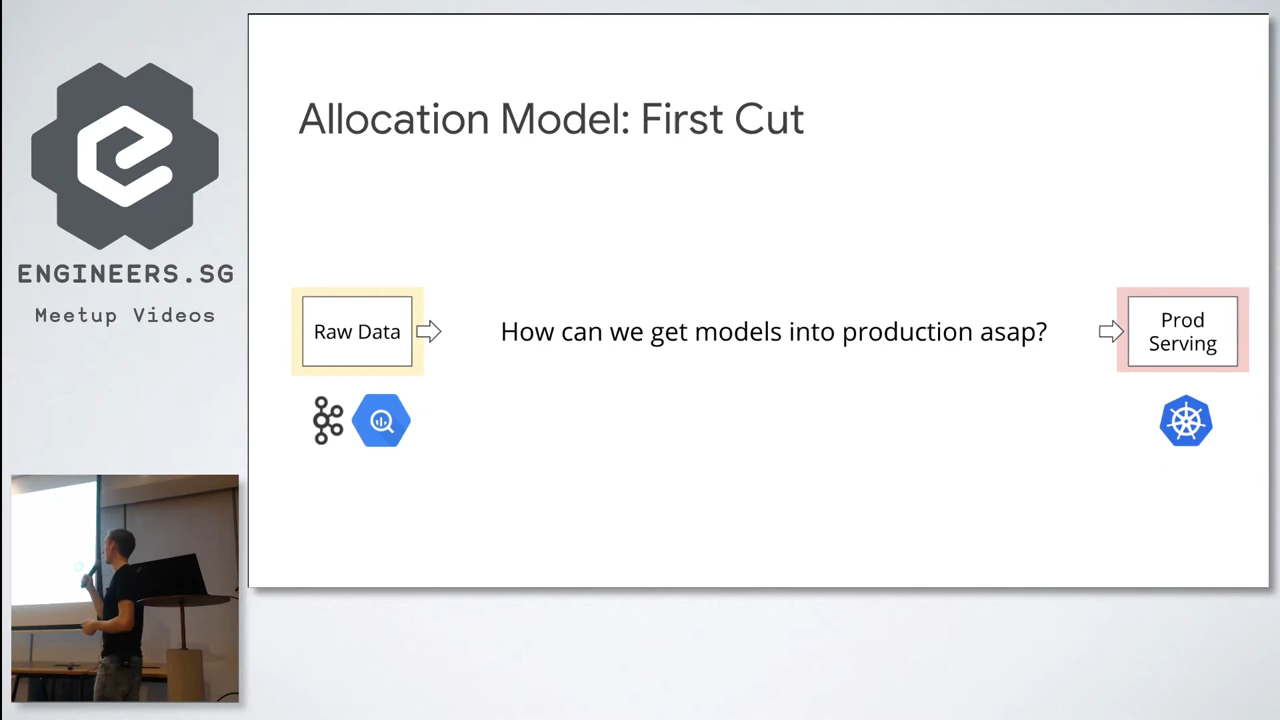 ENGINEERS.SG
Meetup Videos
Allocation Model: First Cut
Raw Data
How can we get models into production asap?
Prod
Serving